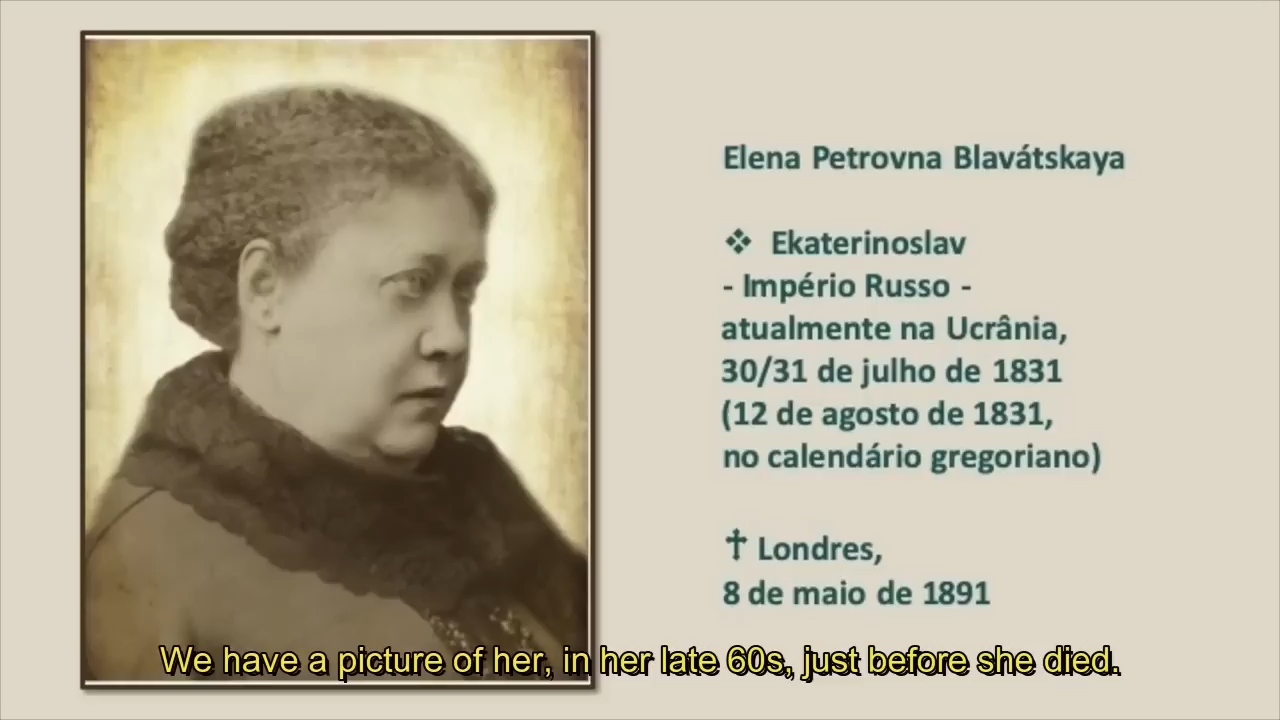 Elena Petrovna Blavátskaya
❖ Ekaterinoslav
- Império Russo -
atualmente na Ucrânia,
30/31 de julho de 1831
(12 de agosto de 1831,
no calendário gregoriano)
✝ Londres,
8 de maio de 1891
We have a picture of her, in her late 60s, just before she died.